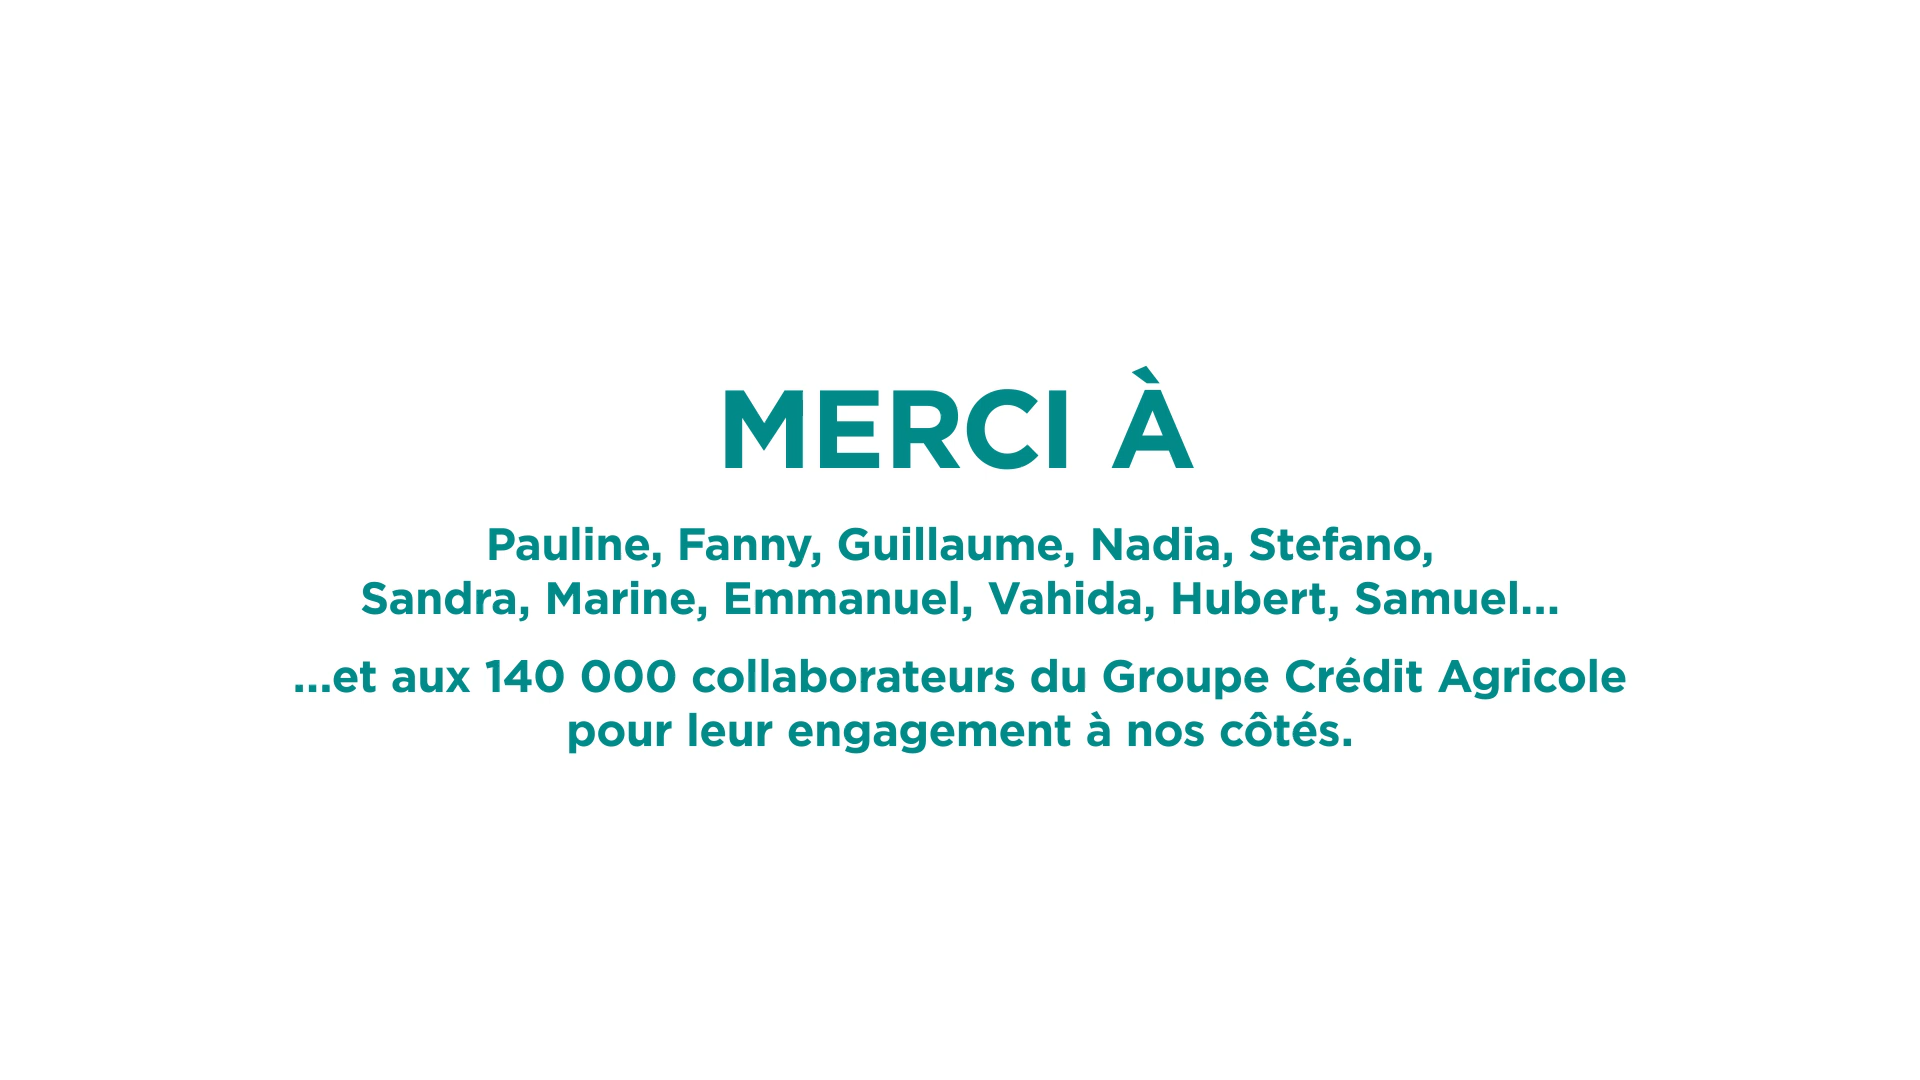 MERCI À
Pauline, Fanny, Guillaume, Nadia, Stefano,
Sandra, Marine, Emmanuel, Vahida, Hubert, Samuel...
...et aux 140 000 collaborateurs du Groupe Crédit Agricole
pour leur engagement à nos côtés.